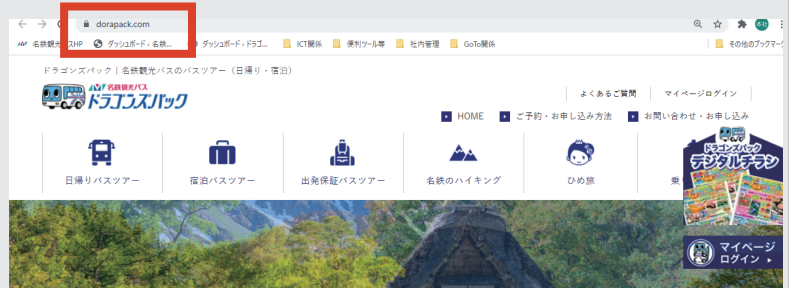 dorapack.com
名鉄観光バスHP ダッシュボード ‹ 名鉄... ダッシュボード ‹ ドラゴ... ICT関係 便利ツール等 社内管理 GoTo関係 その他のブックマーク
ドラゴンズパック｜名鉄観光バスのバスツアー（日帰り・宿泊）
名鉄観光バス
ドラゴンズパック
よくあるご質問 マイページログイン
HOME ご予約・お申し込み方法 お問い合わせ・お申し込み
日帰りバスツアー 宿泊バスツアー 出発保証バスツアー 名鉄のハイキング ひめ旅 乗り
ドラゴンズパック
デジタルチラシ
マイページ
ログイン